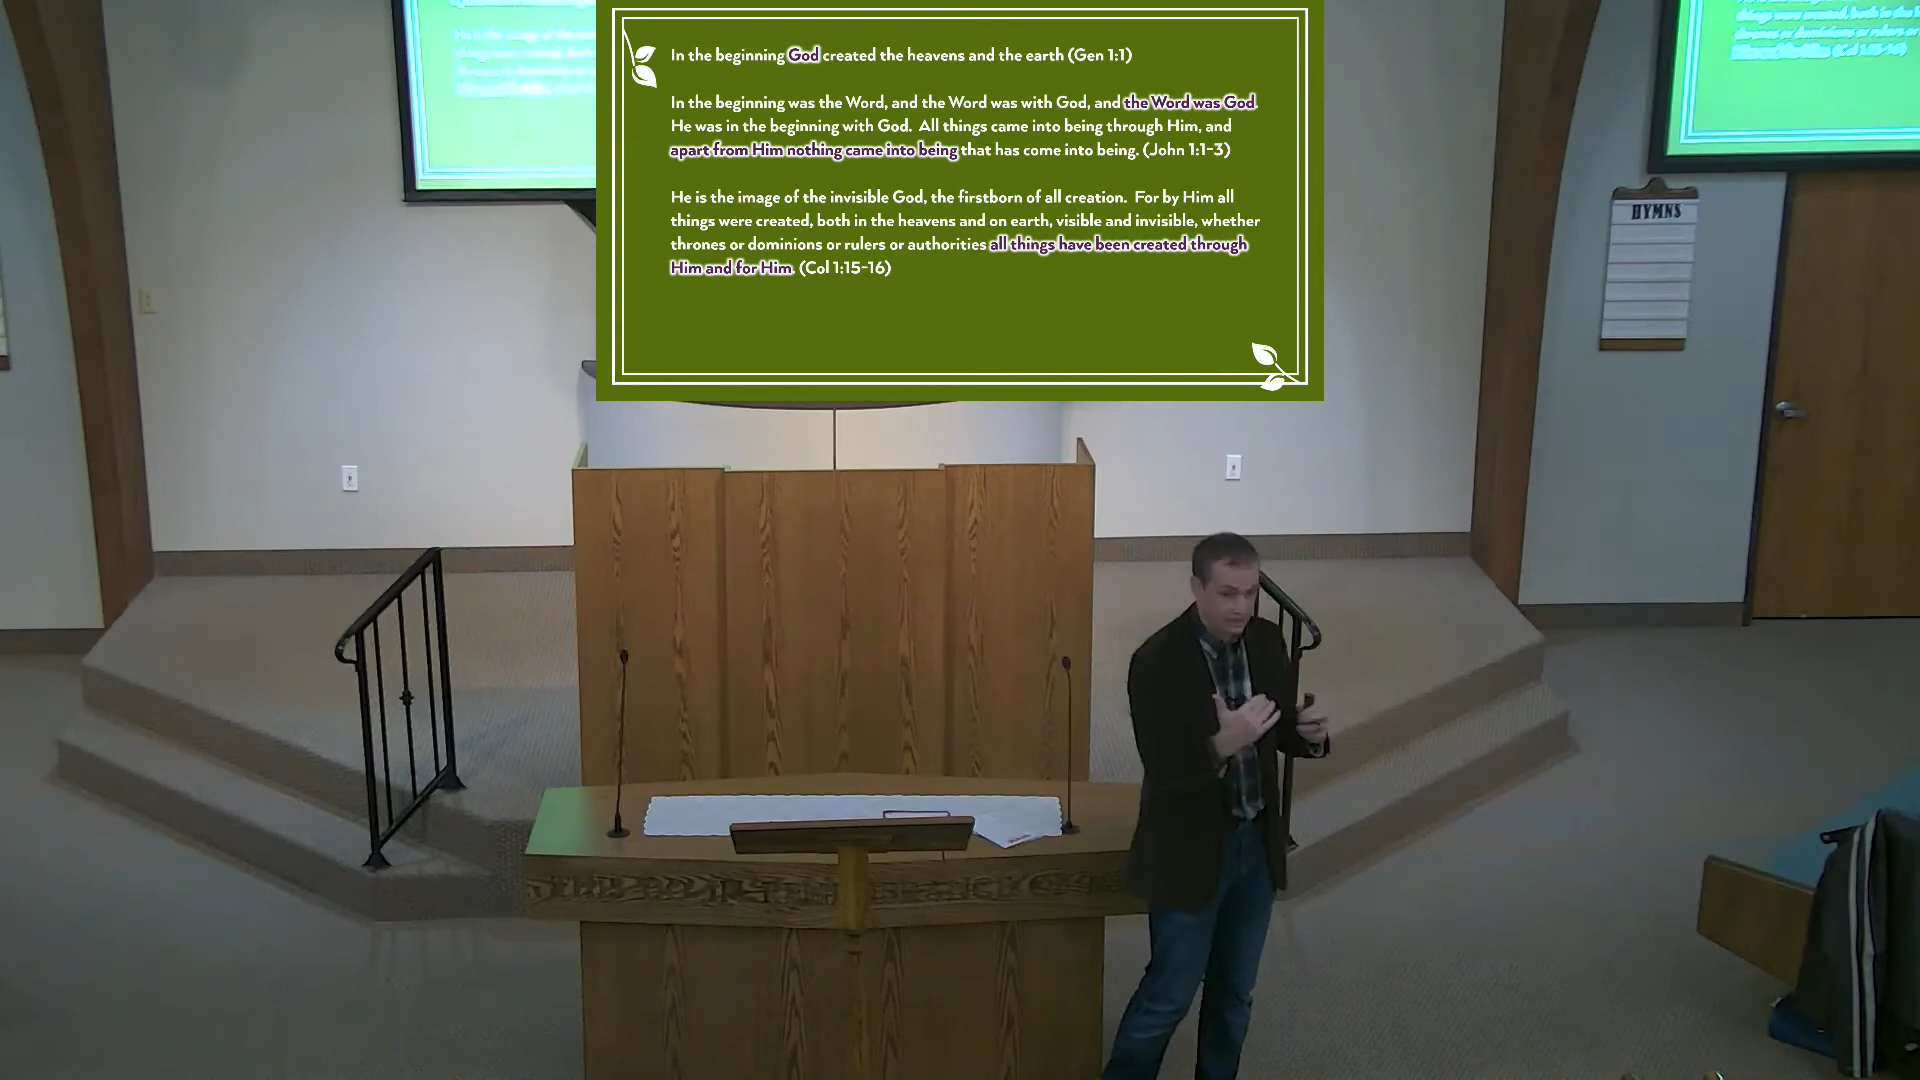 In the beginning God created the heavens and the earth (Gen 1:1)
In the beginning was the Word, and the Word was with God, and the Word was God.
He was in the beginning with God. All things came into being through Him, and
apart from Him nothing came into being that has come into being. (John 1:1-3)
He is the image of the invisible God, the firstborn of all creation. For by Him all
things were created, both in the heavens and on earth, visible and invisible, whether
thrones or dominions or rulers or authorities all things have been created through
Him and for Him. (Col 1:15-16)
HYMNS